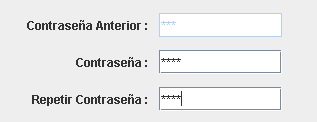 Contraseña Anterior : ***
Contraseña : ****
Repetir Contraseña : ****